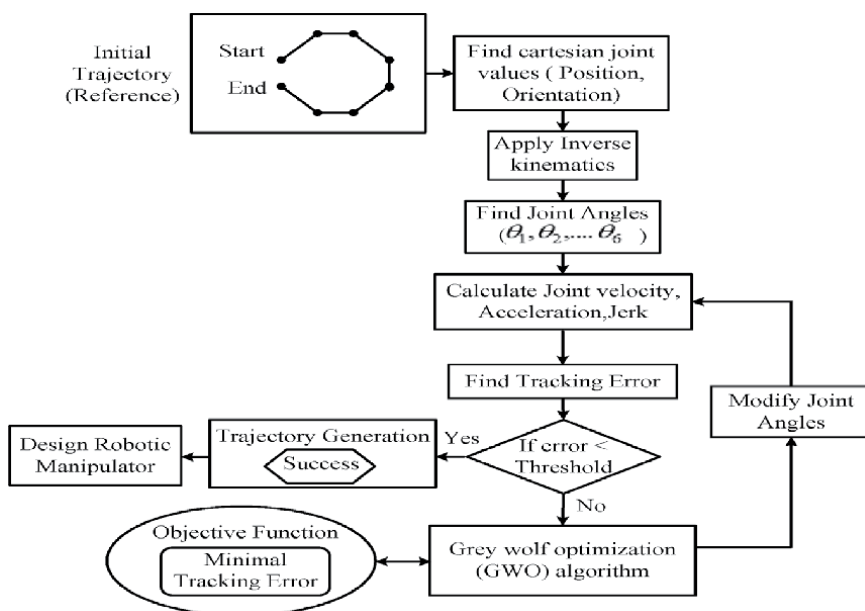 Initial
Trajectory
(Reference)
Start
End
Find cartesian joint
values ( Position,
Orientation)
Apply Inverse
kinematics
Find Joint Angles
(θ1,θ2,.... θ6 )
Calculate Joint velocity,
Acceleration,Jerk
Find Tracking Error
Modify Joint
Angles
If error <
Threshold
Yes
Trajectory Generation
Success
Design Robotic
Manipulator
No
Grey wolf optimization
(GWO) algorithm
Objective Function
Minimal
Tracking Error